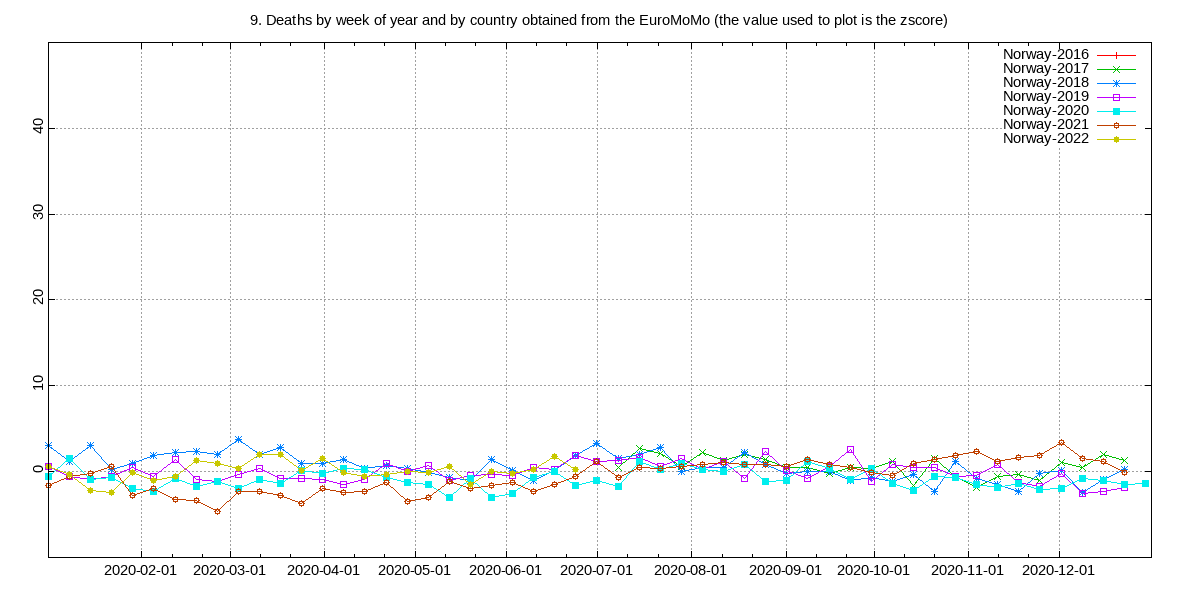 9. Deaths by week of year and by country obtained from the EuroMoMo (the value used to plot is the zscore)
Norway-2016
Norway-2017
Norway-2018
Norway-2019
Norway-2020
Norway-2021
Norway-2022
40
30
20
10
0
2020-02-01 2020-03-01 2020-04-01 2020-05-01 2020-06-01 2020-07-01 2020-08-01 2020-09-01 2020-10-01 2020-11-01 2020-12-01